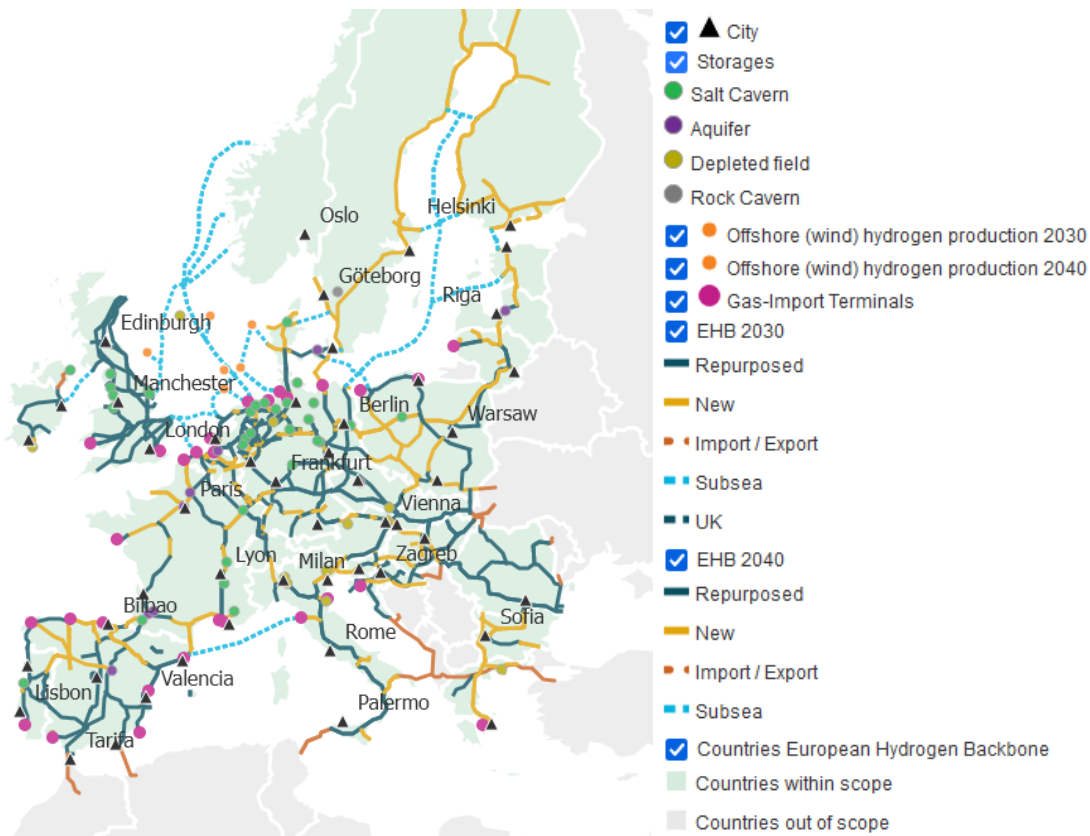 Oslo
Helsinki
Göteborg
Riga
Edinburgh
Manchester
Berlin
Warsaw
London
Frankfurt
Paris
Vienna
Lyon
Milan
Zagreb
Bilbao
Sofia
Rome
Valencia
Lisbon
Palermo
Tarifa
City
Storages
Salt Cavern
Aquifer
Depleted field
Rock Cavern
Offshore (wind) hydrogen production 2030
Offshore (wind) hydrogen production 2040
Gas-Import Terminals
EHB 2030
Repurposed
New
Import / Export
Subsea
UK
EHB 2040
Repurposed
New
Import / Export
Subsea
Countries European Hydrogen Backbone
Countries within scope
Countries out of scope